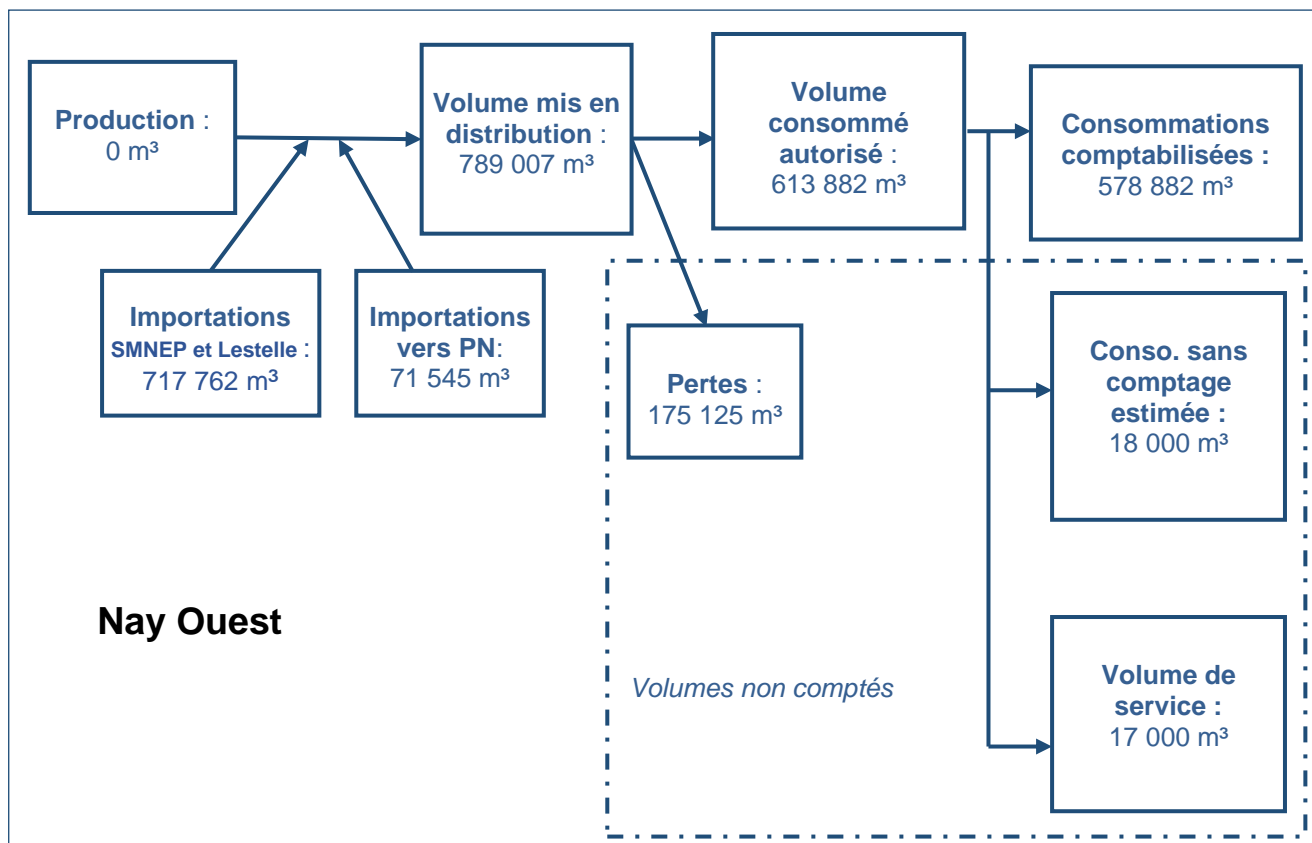 Production :
0 m³
Volume mis en
distribution :
789 007 m³
Volume
consommé
autorisé :
613 882 m³
Consommations
comptabilisées :
578 882 m³
Importations
SMNEP et Lestelle :
717 762 m³
Importations
vers PN:
71 545 m³
Pertes :
175 125 m³
Conso. sans
comptage
estimée :
18 000 m³
Nay Ouest
Volumes non comptés
Volume de
service :
17 000 m³